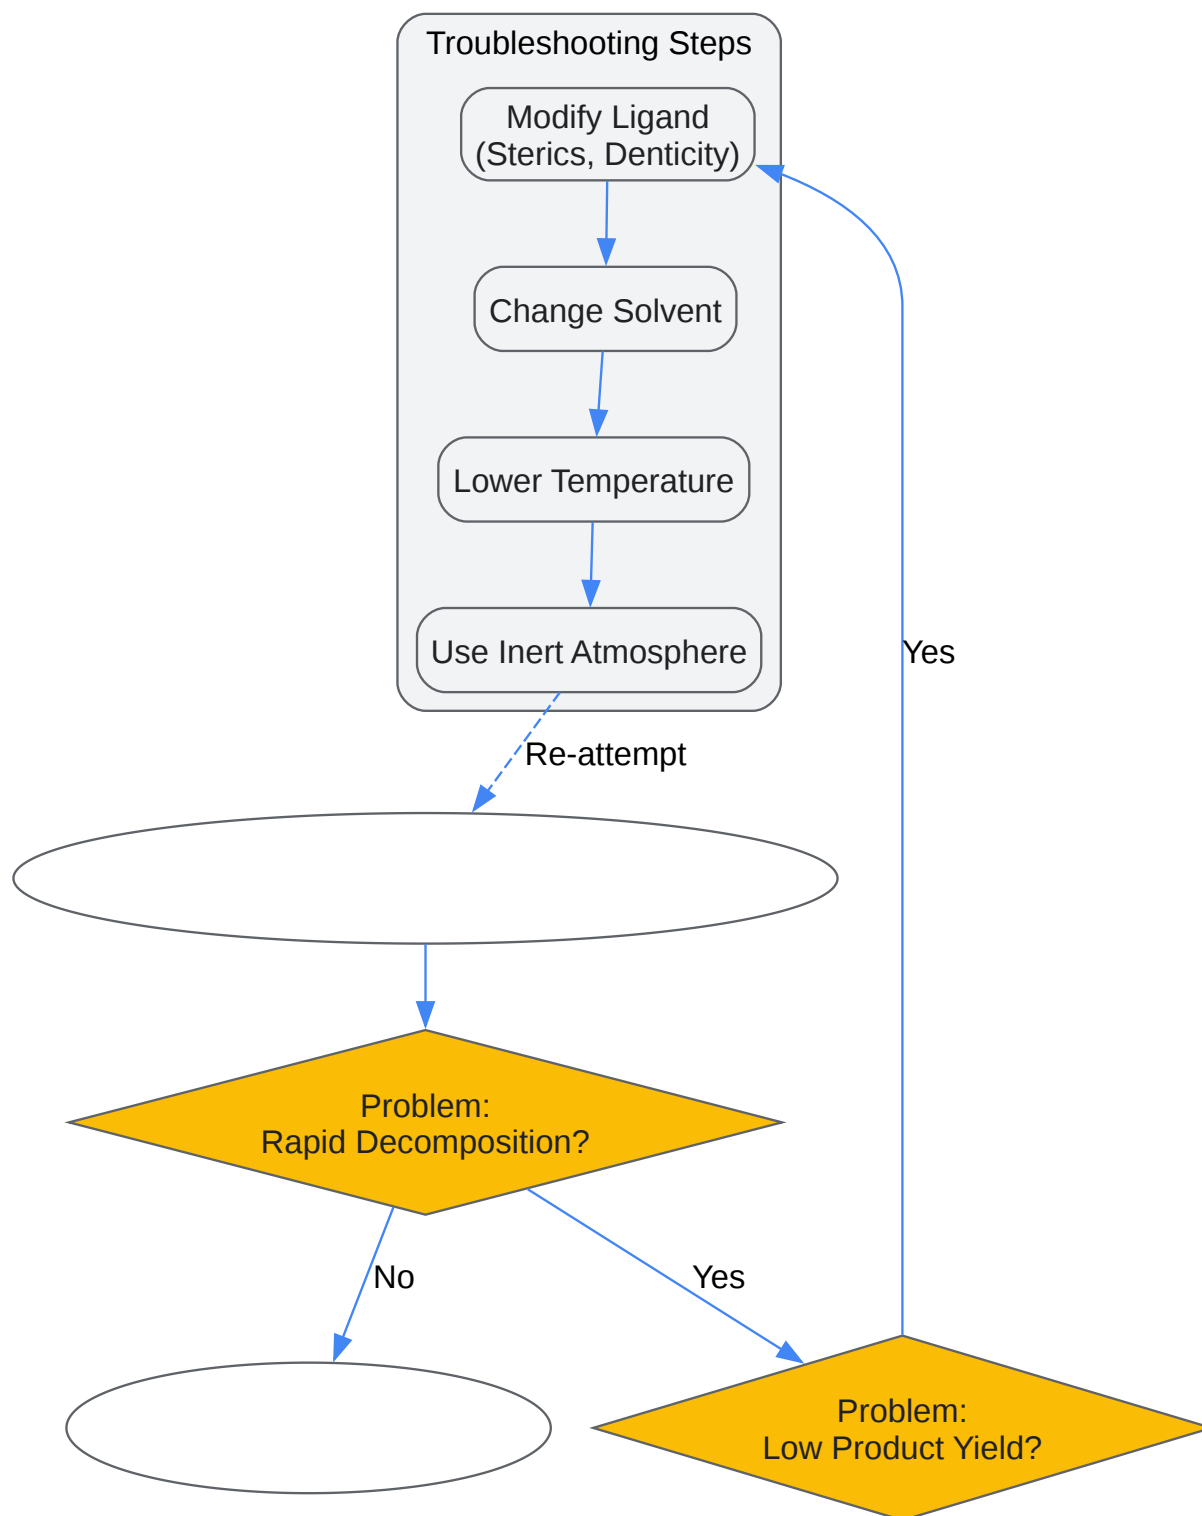 Troubleshooting Steps
Modify Ligand
(Sterics, Denticity)
Change Solvent
Lower Temperature
Use Inert Atmosphere
Yes
Re-attempt
Problem:
Rapid Decomposition?
No
Yes
Problem:
Low Product Yield?